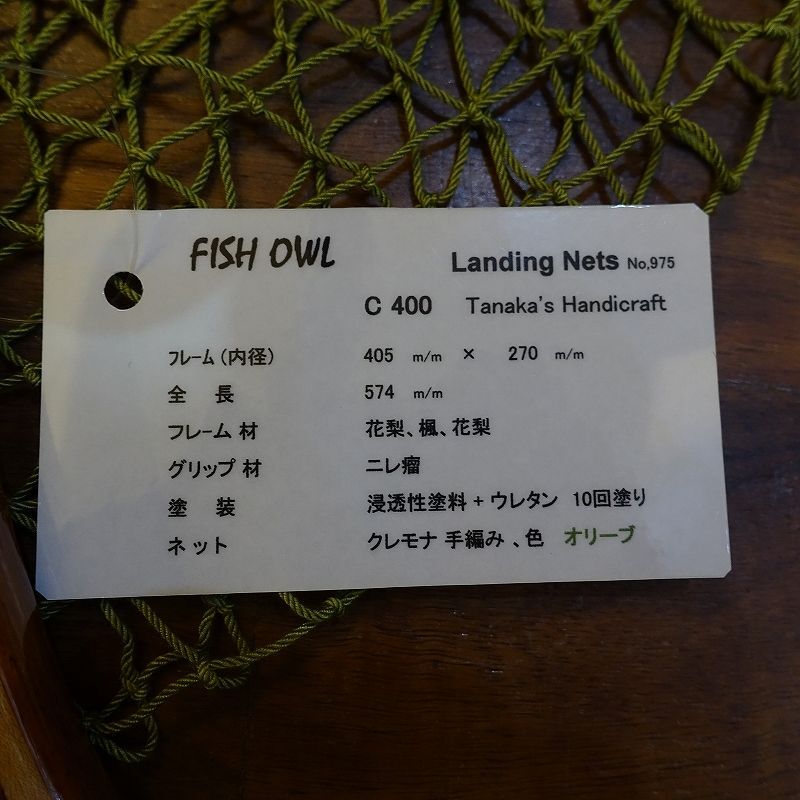 FISH OWL
Landing Nets No,975
C 400 Tanaka's Handicraft
フレーム(内径) 405 m/m × 270 m/m
全 長 574 m/m
フレーム 材 花梨、楓、花梨
グリップ 材 ニレ瘤
塗 装 浸透性塗料 + ウレタン 10回塗り
ネット クレモナ 手編み 、色 オリーブ